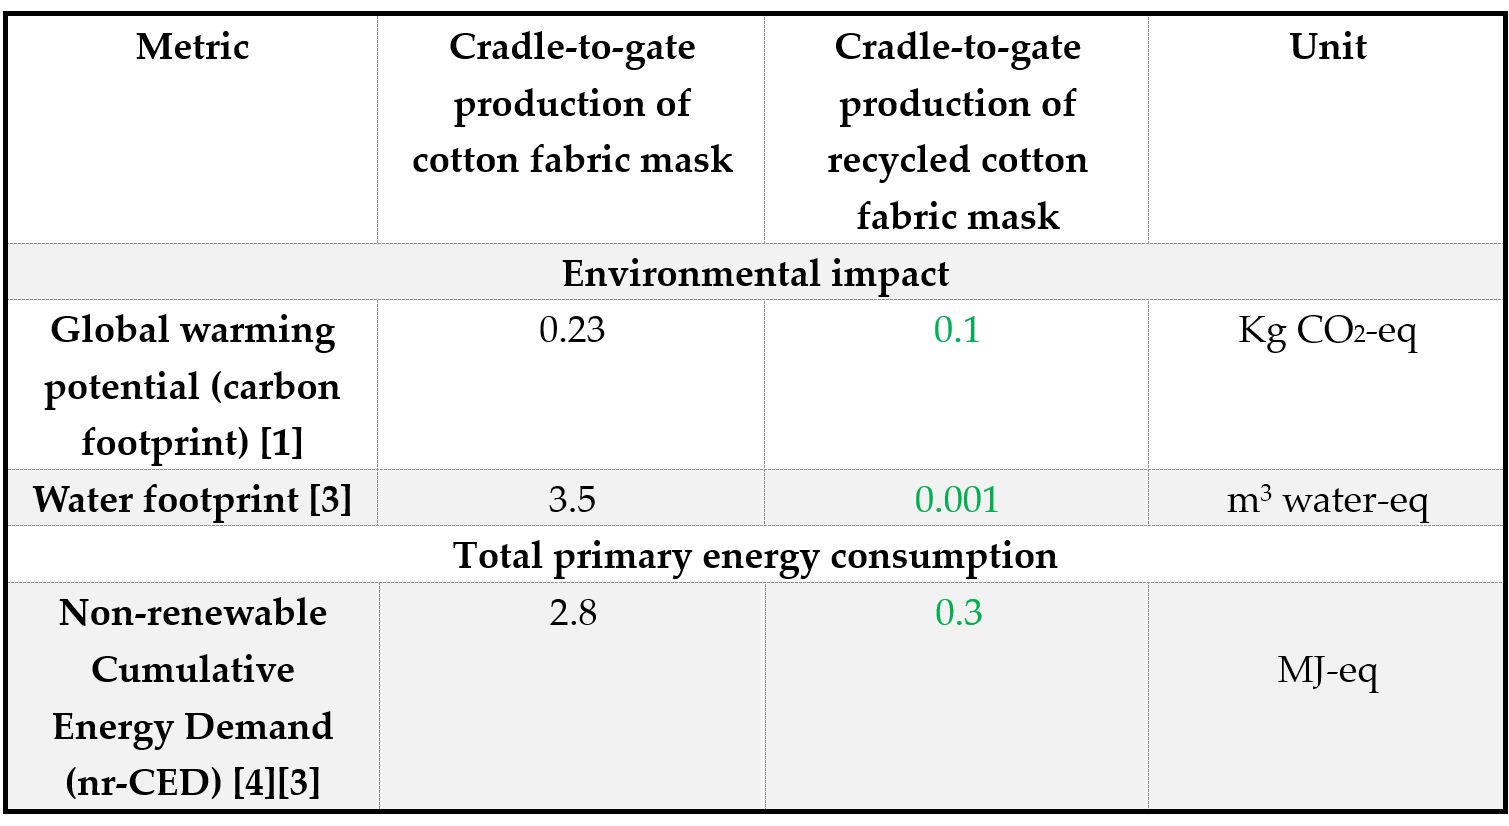 Metric
Cradle-to-gate
production of
cotton fabric mask
Cradle-to-gate
production of
recycled cotton
fabric mask
Unit
Environmental impact
Global warming
potential (carbon
footprint) [1]
0.23
0.1
Kg CO₂-eq
Water footprint [3]
3.5
0.001
m³ water-eq
Total primary energy consumption
Non-renewable
Cumulative
Energy Demand
(nr-CED) [4][3]
2.8
0.3
MJ-eq